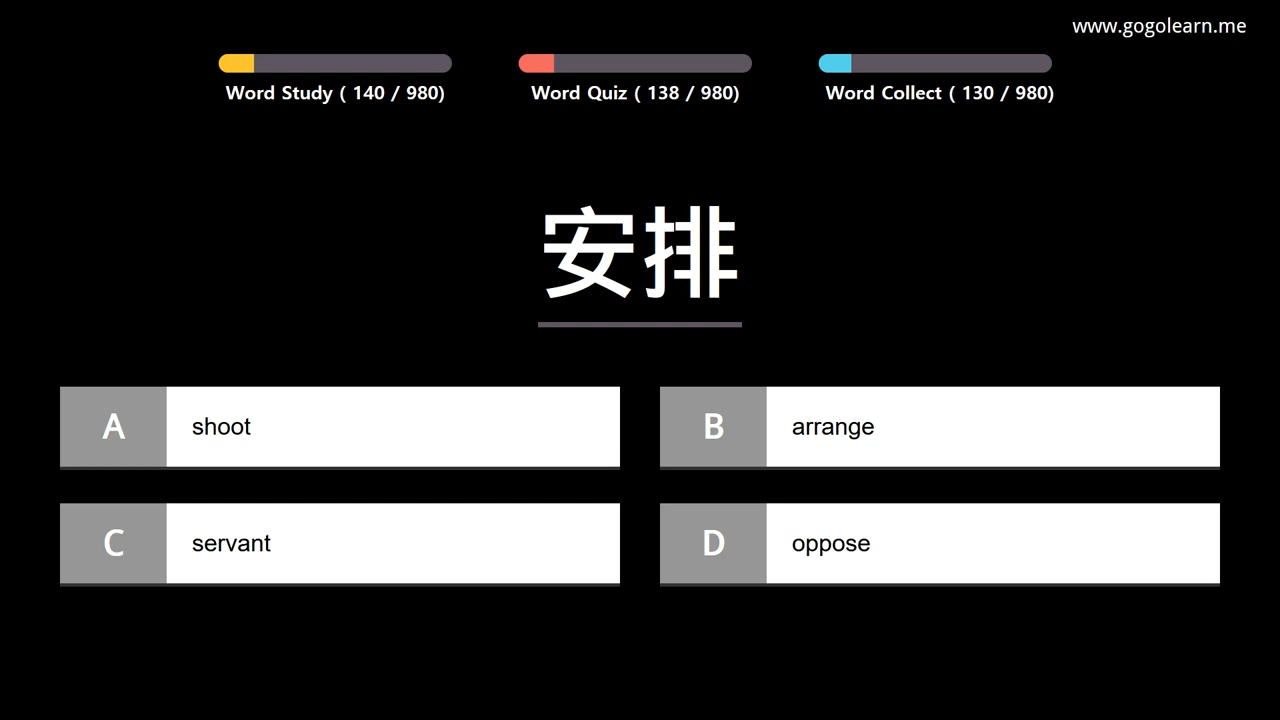 www.gogolearn.me
Word Study ( 140 / 980)
Word Quiz ( 138 / 980)
Word Collect ( 130 / 980)
安排
A shoot
B arrange
C servant
D oppose